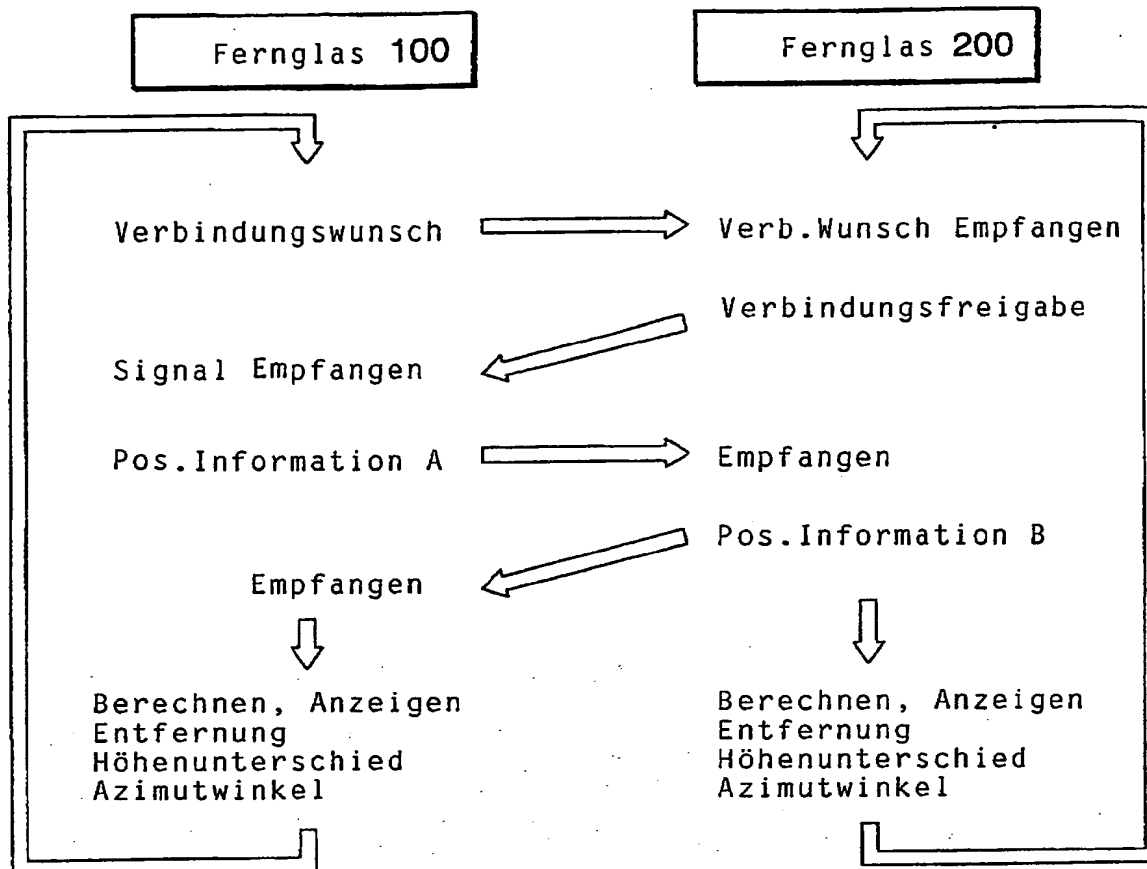 Fernglas 100
Fernglas 200
Verbindungswunsch
Verb.Wunsch Empfangen
Verbindungsfreigabe
Signal Empfangen
Pos.Information A
Empfangen
Pos.Information B
Empfangen
Berechnen, Anzeigen
Entfernung
Höhenunterschied
Azimutwinkel
Berechnen, Anzeigen
Entfernung
Höhenunterschied
Azimutwinkel